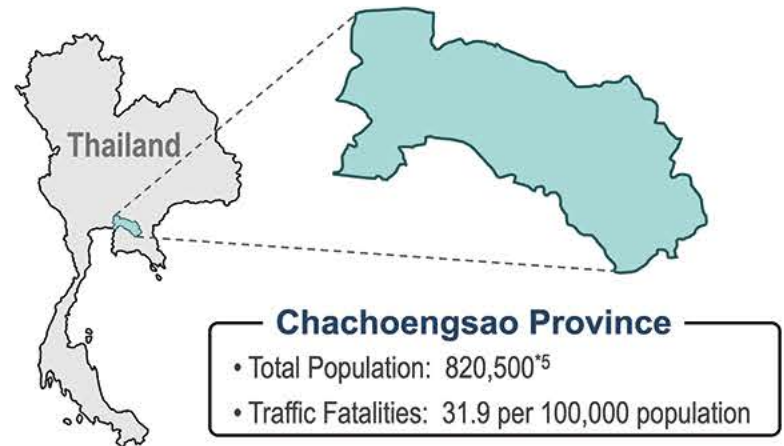 Thailand
Chachoengsao Province
• Total Population: 820,500*5
• Traffic Fatalities: 31.9 per 100,000 population